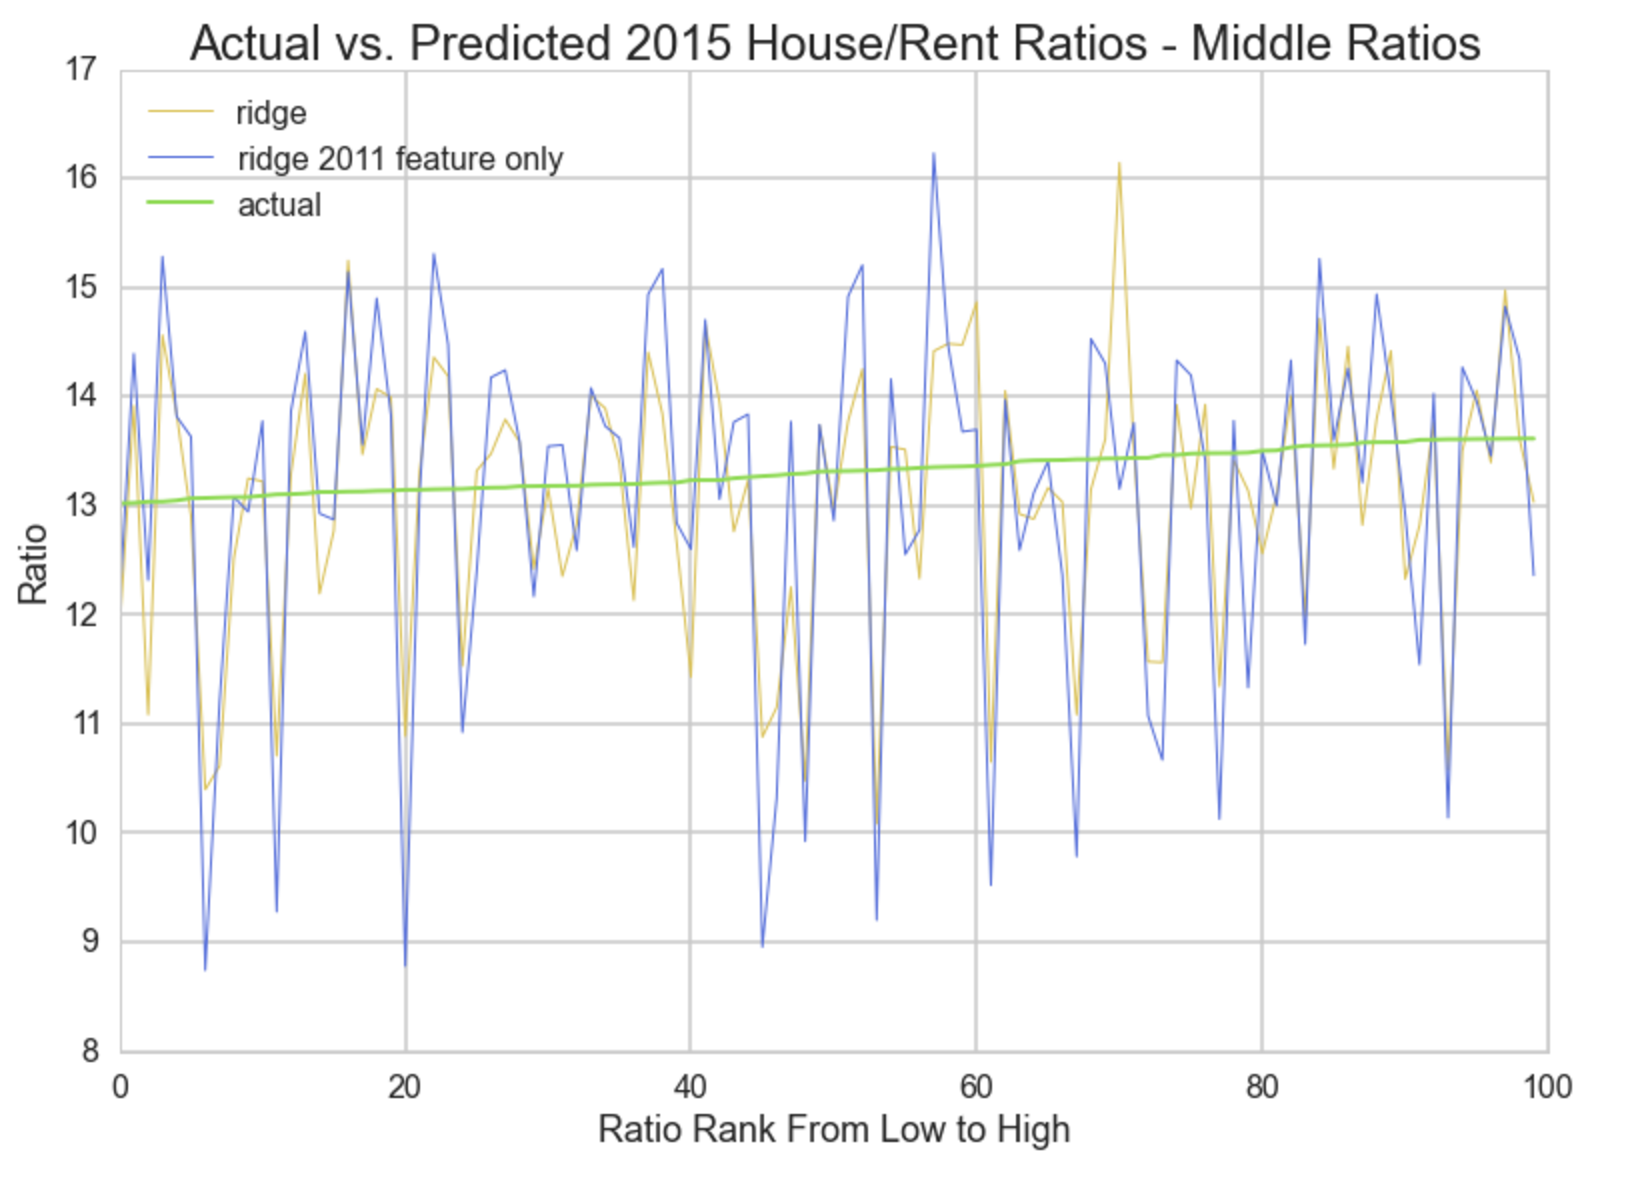 Actual vs. Predicted 2015 House/Rent Ratios - Middle Ratios
17
16
15
14
13
12
11
10
9
8
ridge
ridge 2011 feature only
actual
Ratio
0 20 40 60 80 100
Ratio Rank From Low to High